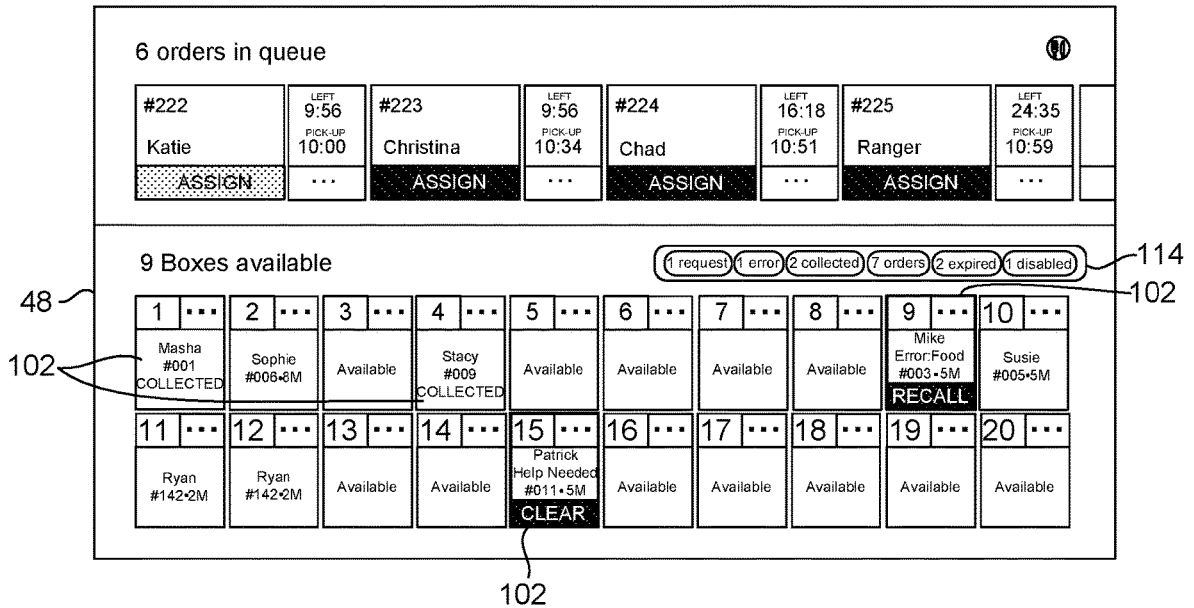 6 orders in queue
#222 LEFT 9:56 #223 LEFT 9:56 #224 LEFT 16:18 #225 LEFT 24:35
Katie PICK-UP 10:00 Christina PICK-UP 10:34 Chad PICK-UP 10:51 Ranger PICK-UP 10:59
ASSIGN ... ASSIGN ... ASSIGN ... ASSIGN ...
9 Boxes available 1 request 1 error 2 collected 7 orders 2 expired 1 disabled 114
48
102
1 ... 2 ... 3 ... 4 ... 5 ... 6 ... 7 ... 8 ... 9 ... 10 ...
Masha Stacy Mike
#001 Sophie Available #009 Available Available Available Available Error:Food Susie
COLLECTED #006•8M COLLECTED #003•5M #005•5M
102
RECALL
11 ... 12 ... 13 ... 14 ... 15 ... 16 ... 17 ... 18 ... 19 ... 20 ...
Patrick
Ryan Ryan Available Available Help Needed Available Available Available Available Available
#142•2M #142•2M #011•5M
CLEAR
102